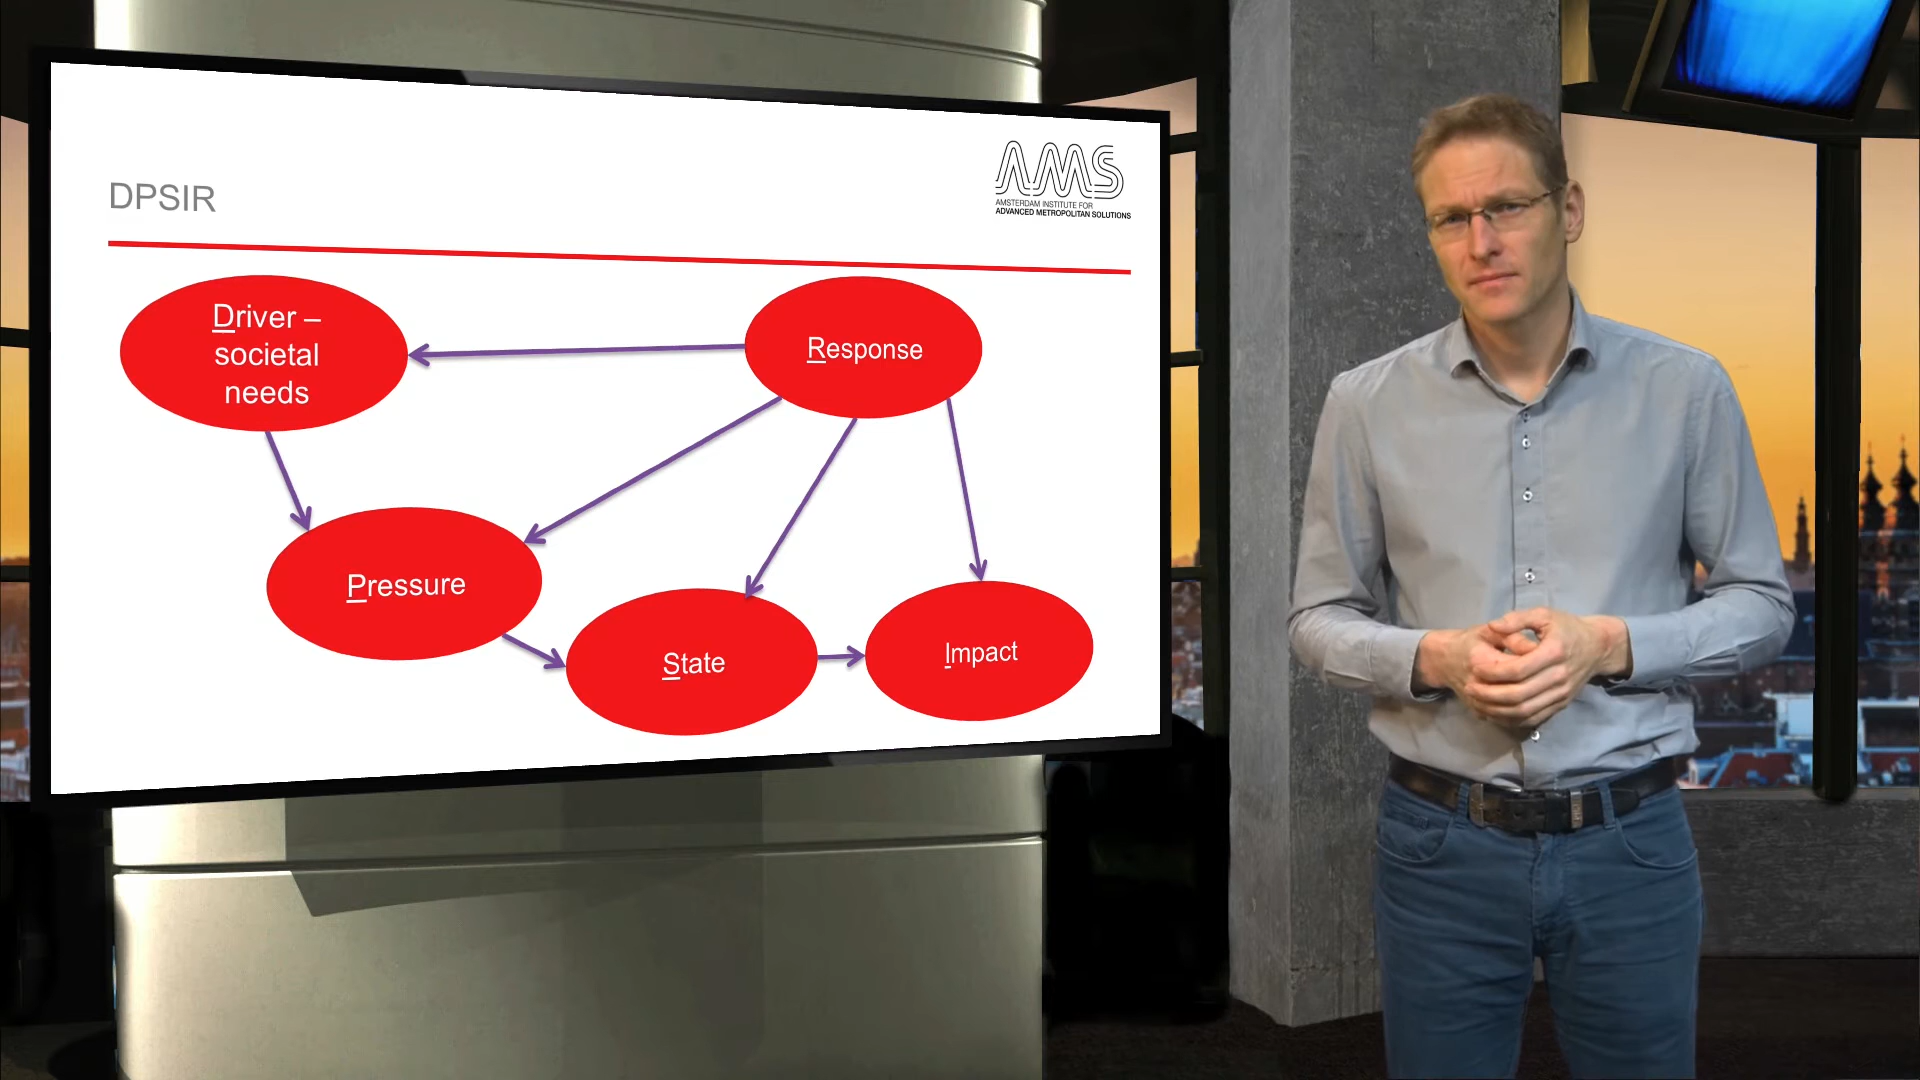 DPSIR
AMS
AMSTERDAM INSTITUTE FOR
ADVANCED METROPOLITAN SOLUTIONS
Driver –
societal
needs
Response
Pressure
State
Impact